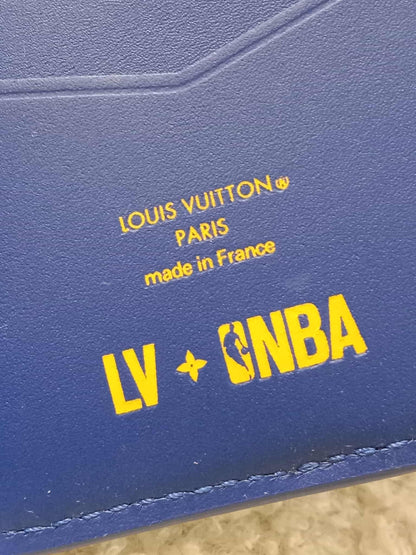 LOUIS VUITTON®
PARIS
made in France
LV + NBA